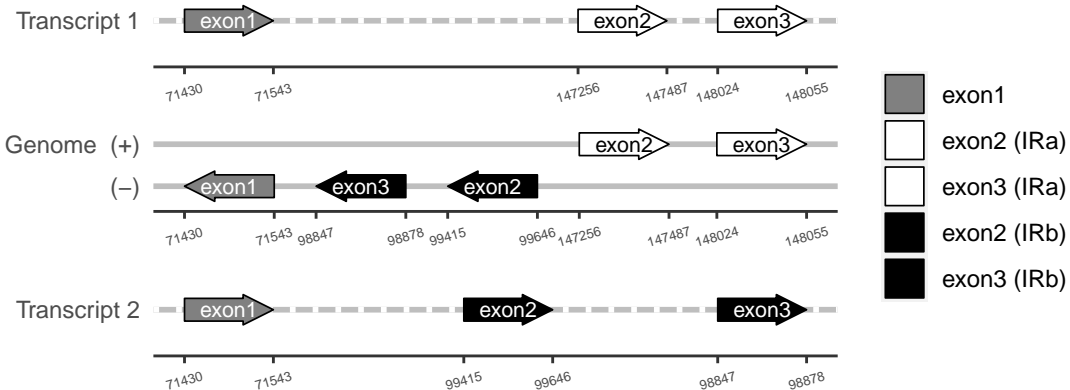 Transcript 1 exon1 exon2 exon3
71430 71543 147256 147487 148024 148055
Genome (+) exon2 exon3
(−) exon1 exon3 exon2
71430 71543 98847 98878 99415 99646 147256 147487 148024 148055
Transcript 2 exon1 exon2 exon3
71430 71543 99415 99646 98847 98878
exon1
exon2 (IRa)
exon3 (IRa)
exon2 (IRb)
exon3 (IRb)